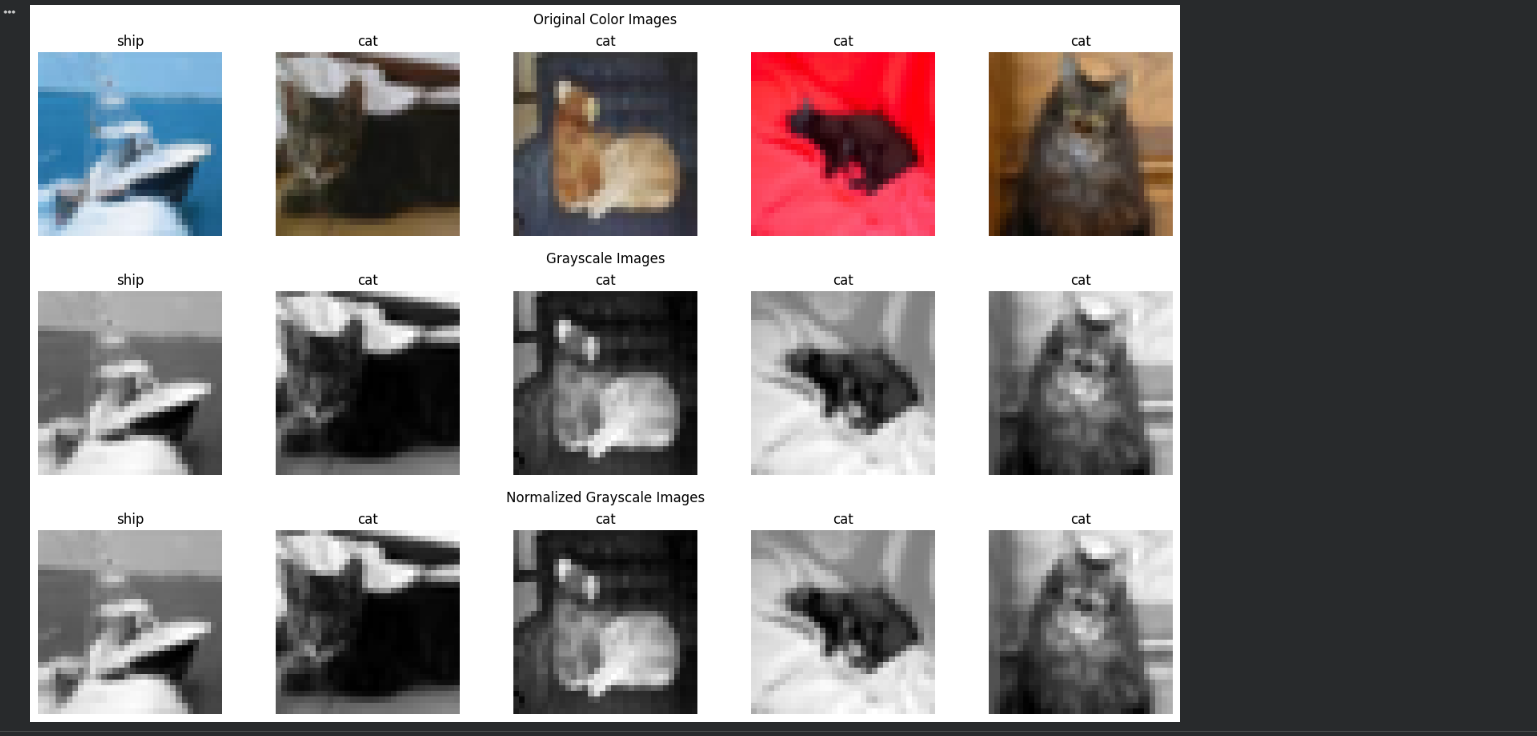 Original Color Images
ship cat cat cat cat
Grayscale Images
ship cat cat cat cat
Normalized Grayscale Images
ship cat cat cat cat